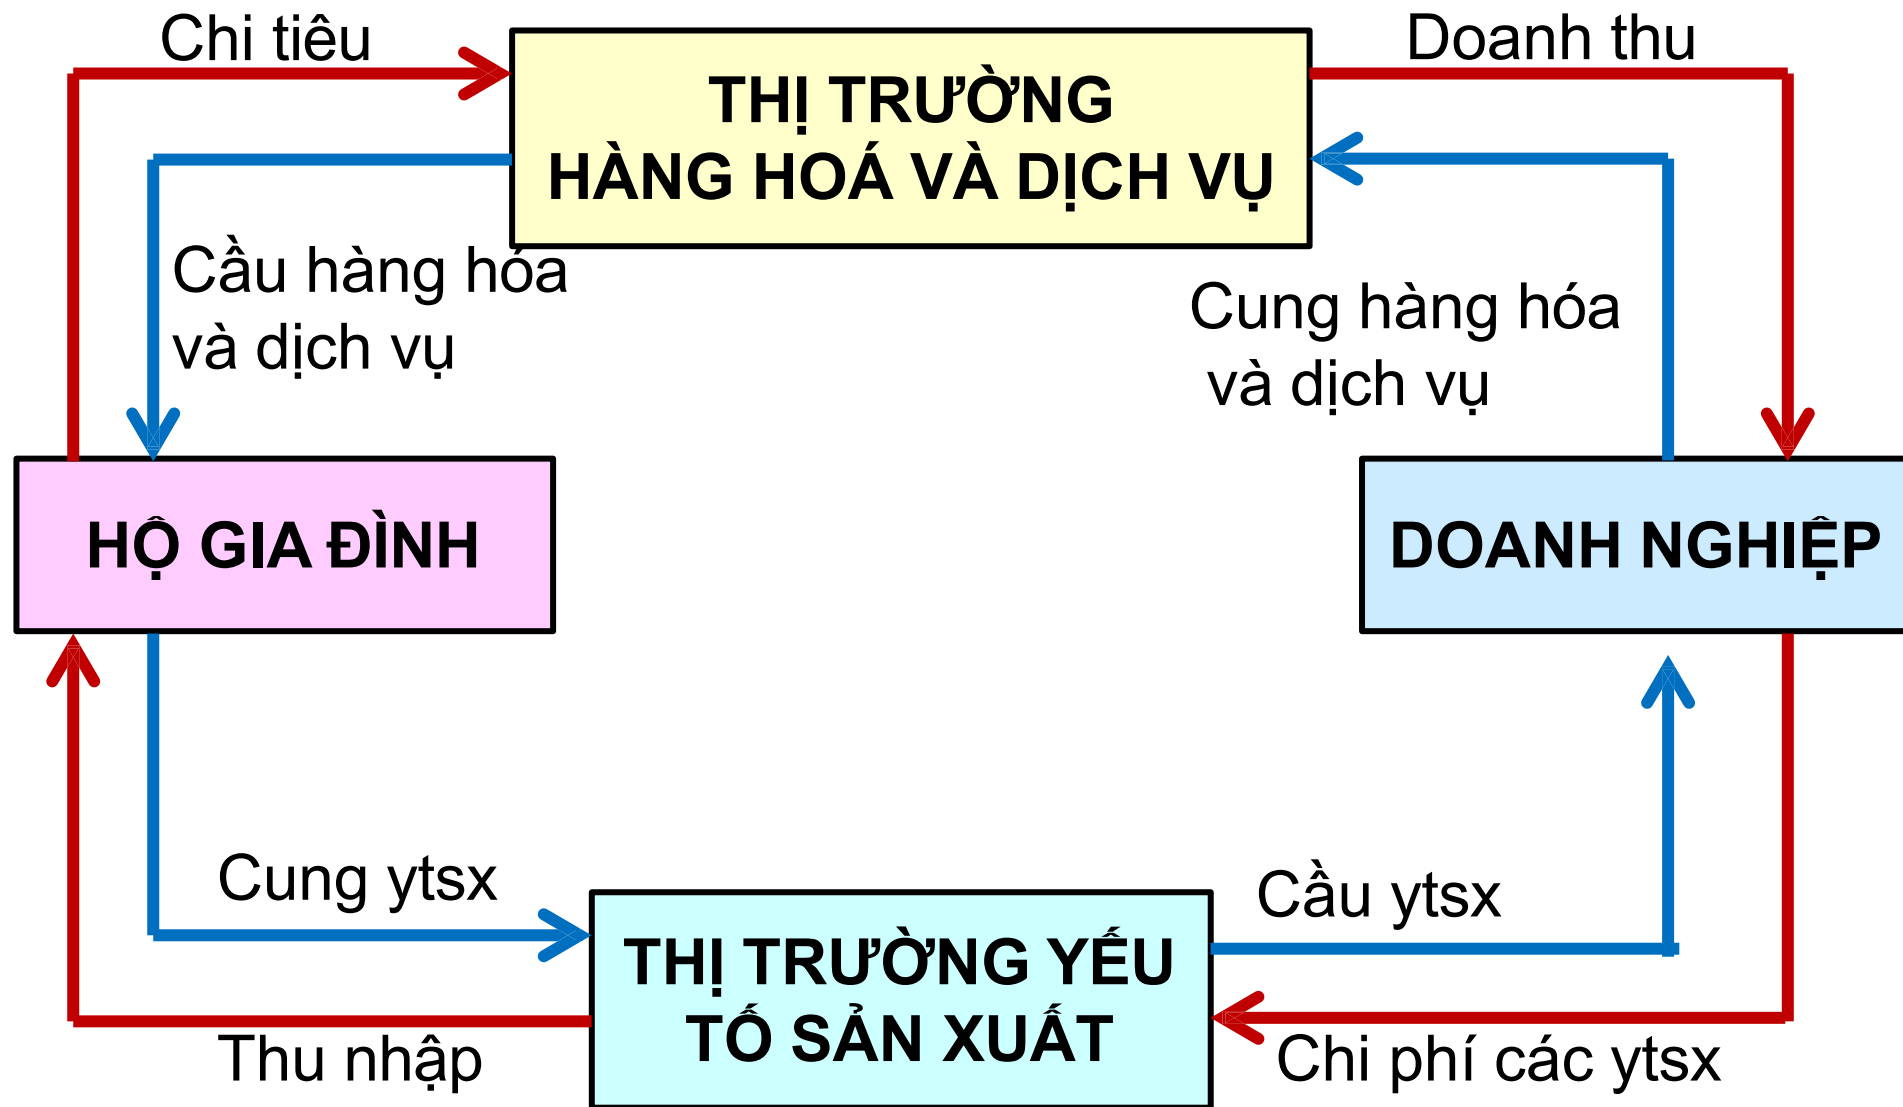 Chi tiêu
Doanh thu
THỊ TRƯỜNG
HÀNG HOÁ VÀ DỊCH VỤ
Cầu hàng hóa
và dịch vụ
Cung hàng hóa
và dịch vụ
HỘ GIA ĐÌNH
DOANH NGHIỆP
Cung ytsx
Cầu ytsx
THỊ TRƯỜNG YẾU
TỐ SẢN XUẤT
Thu nhập
Chi phí các ytsx